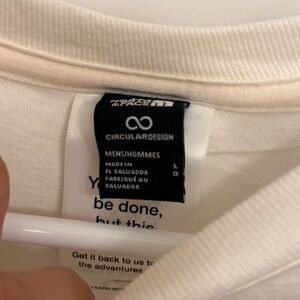 CIRCULARDESIGN
MENS/HOMMES
L
G
MADE IN
EL SALVADOR
FABRIQUÉ AU
SALVADOR
be done,
but this
Get it back to us to
the adventures
LEARN